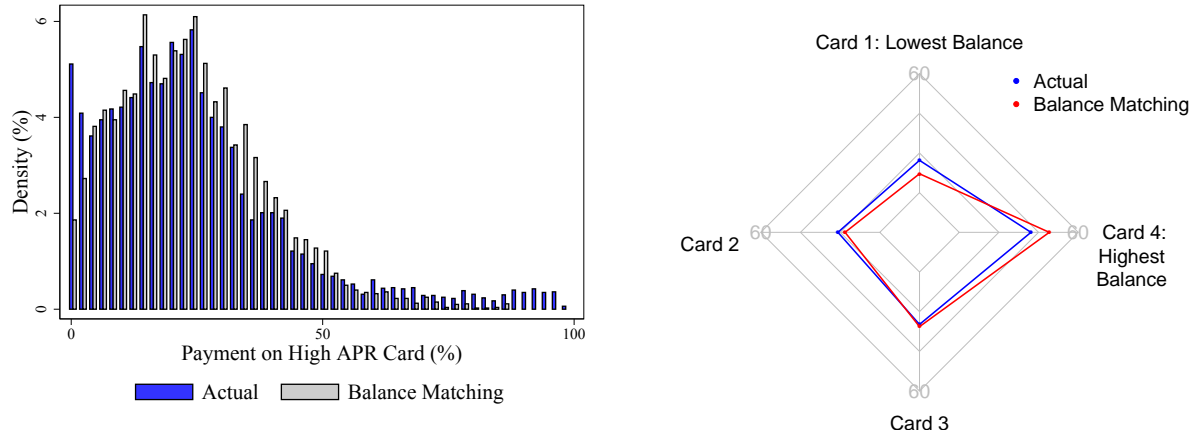 6
4
2
0
Density (%)
0
50
100
Payment on High APR Card (%)
Actual
Balance Matching
Card 1: Lowest Balance
60
Actual
Balance Matching
Card 2
60
60
Card 4:
Highest
Balance
60
Card 3